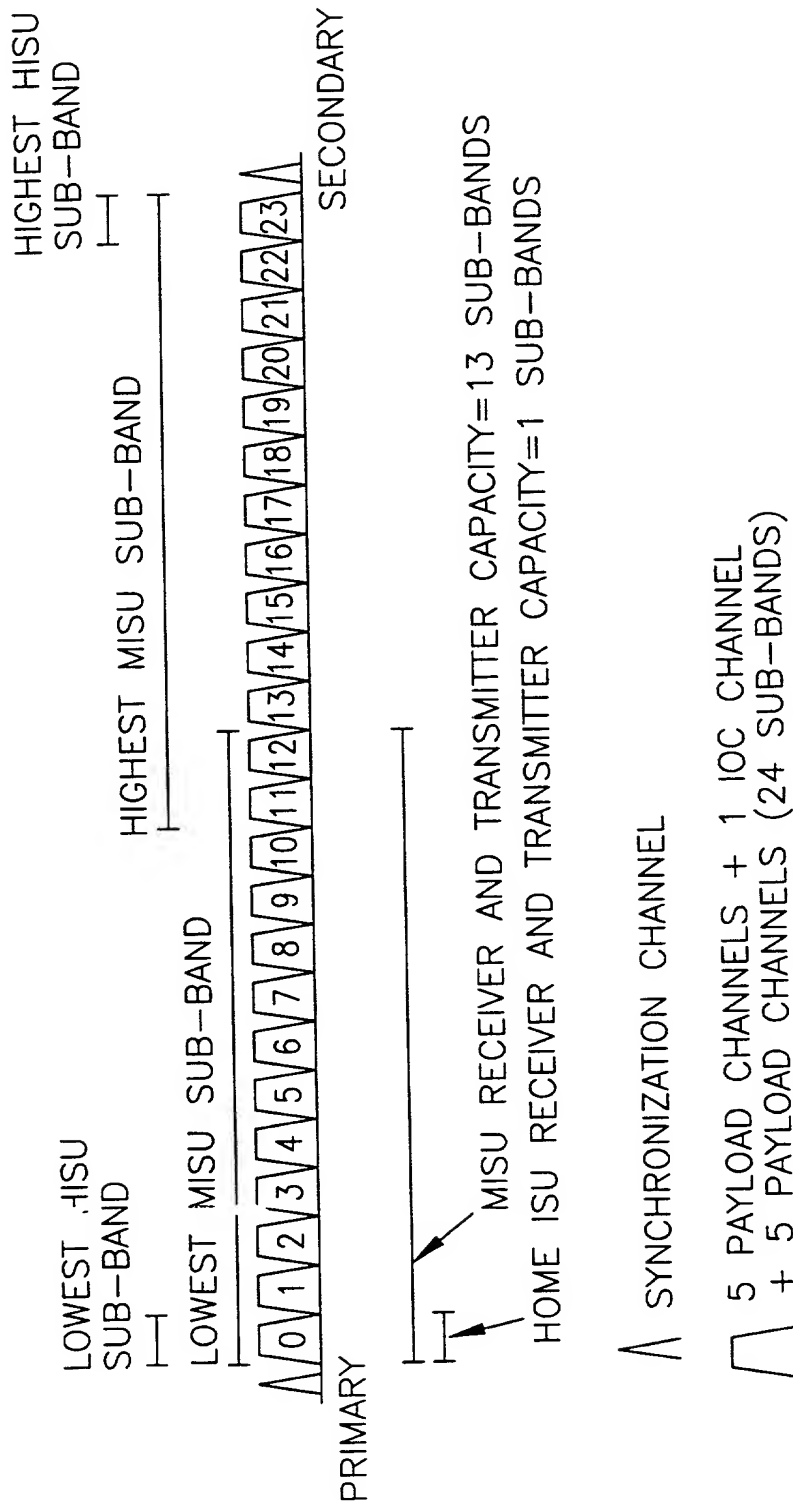 LOWEST HISU
SUB-BAND
HIGHEST HISU
SUB-BAND
HIGHEST MISU SUB-BAND
LOWEST MISU SUB-BAND
0 1 2 3 4 5 6 7 8 9 10 11 12 13 14 15 16 17 18 19 20 21 22 23
PRIMARY
SECONDARY
MISU RECEIVER AND TRANSMITTER CAPACITY=13 SUB-BANDS
HOME ISU RECEIVER AND TRANSMITTER CAPACITY=1 SUB-BANDS
SYNCHRONIZATION CHANNEL
5 PAYLOAD CHANNELS + 1 IOC CHANNEL
+ 5 PAYLOAD CHANNELS (24 SUB-BANDS)